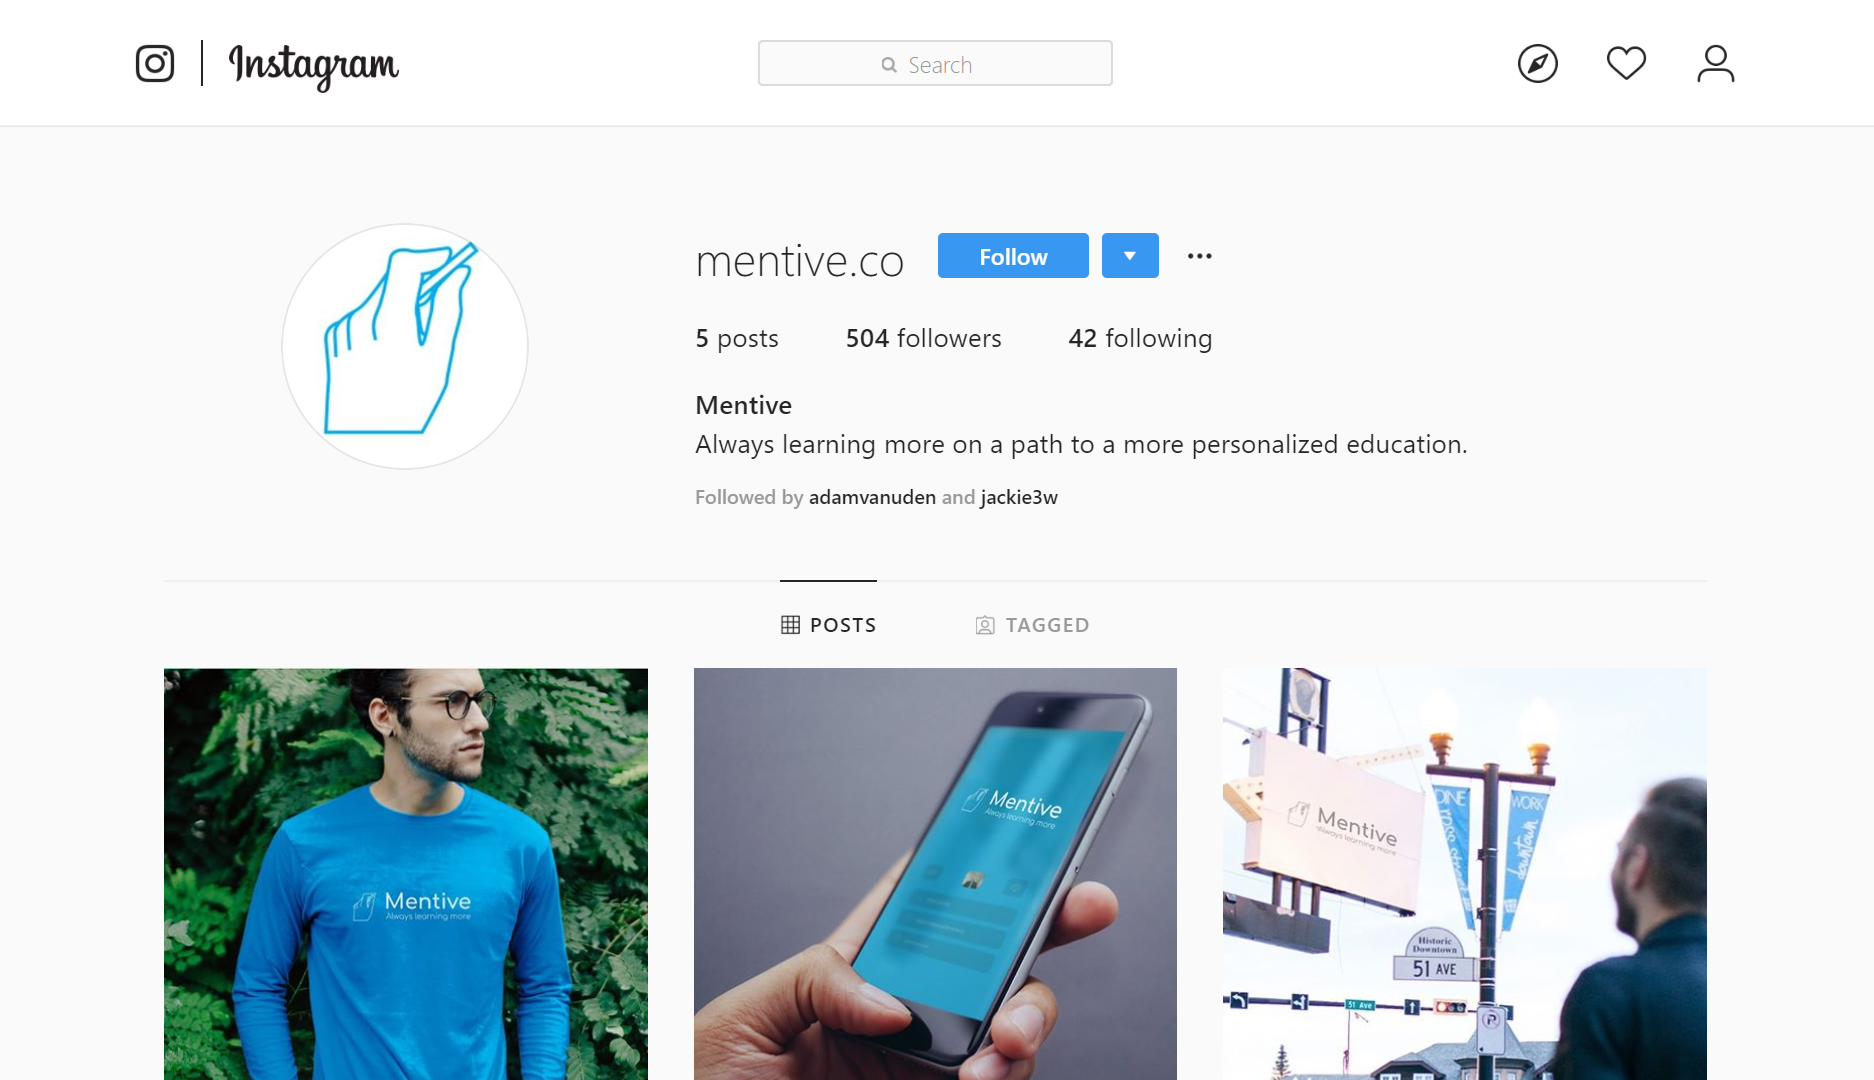 Instagram
Search
mentive.co
Follow
5 posts 504 followers 42 following
Mentive
Always learning more on a path to a more personalized education.
Followed by adamvanuden and jackie3w
POSTS
TAGGED
Mentive
Always learning more
Mentive
Always learning more
Mentive
Always learning more
DINE
WORK
downtown
Historic
Downtown
51 AVE
51 Ave
P